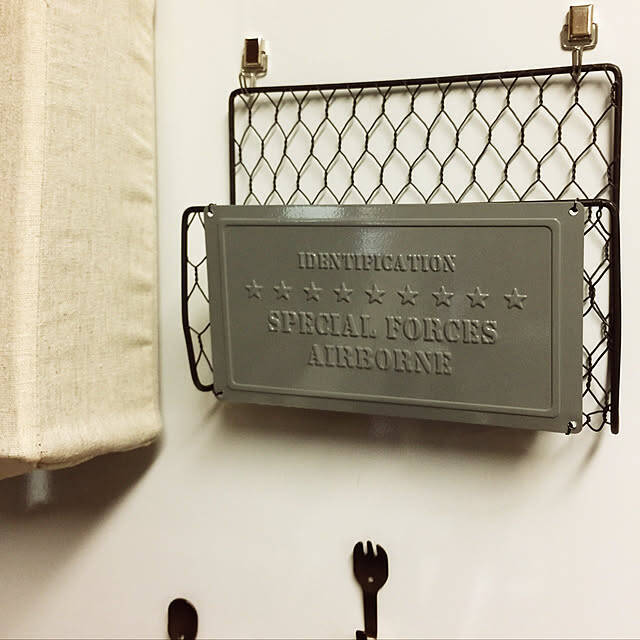 IDENTIFICATION
SPECIAL FORCES
AIRBORNE